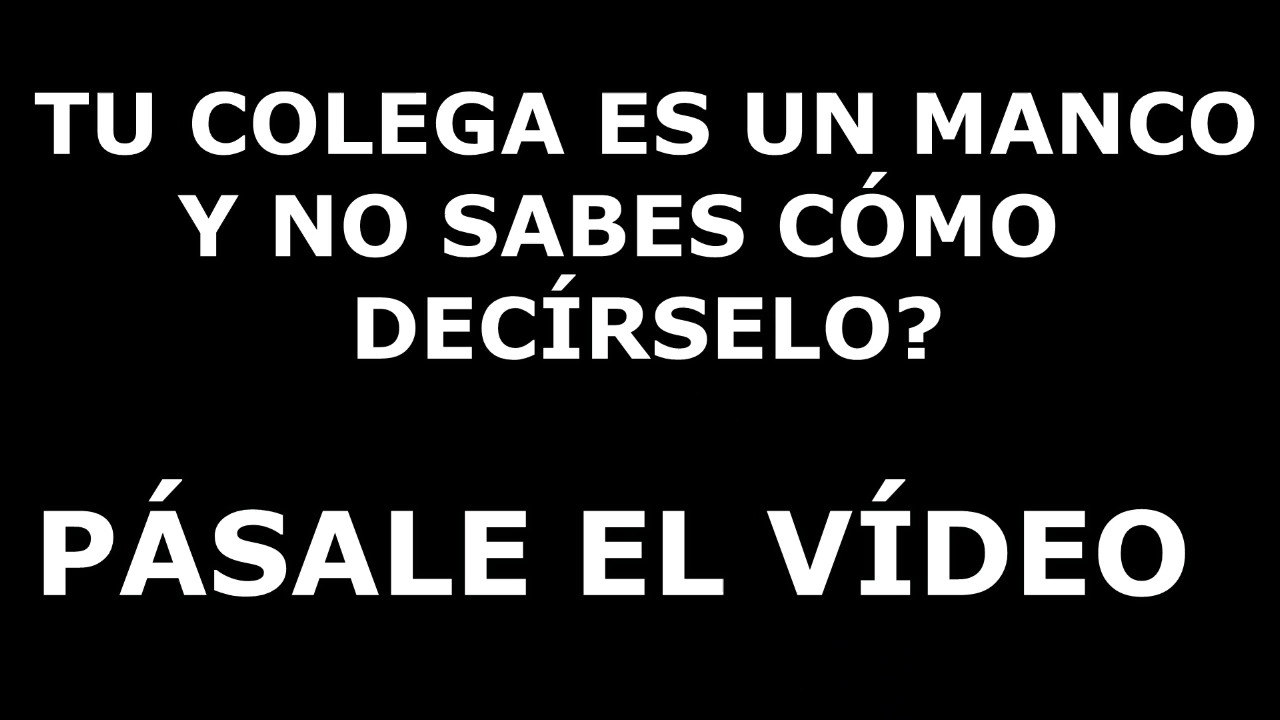 TU COLEGA ES UN MANCO
Y NO SABES CÓMO
DECÍRSELO?
PÁSALE EL VÍDEO